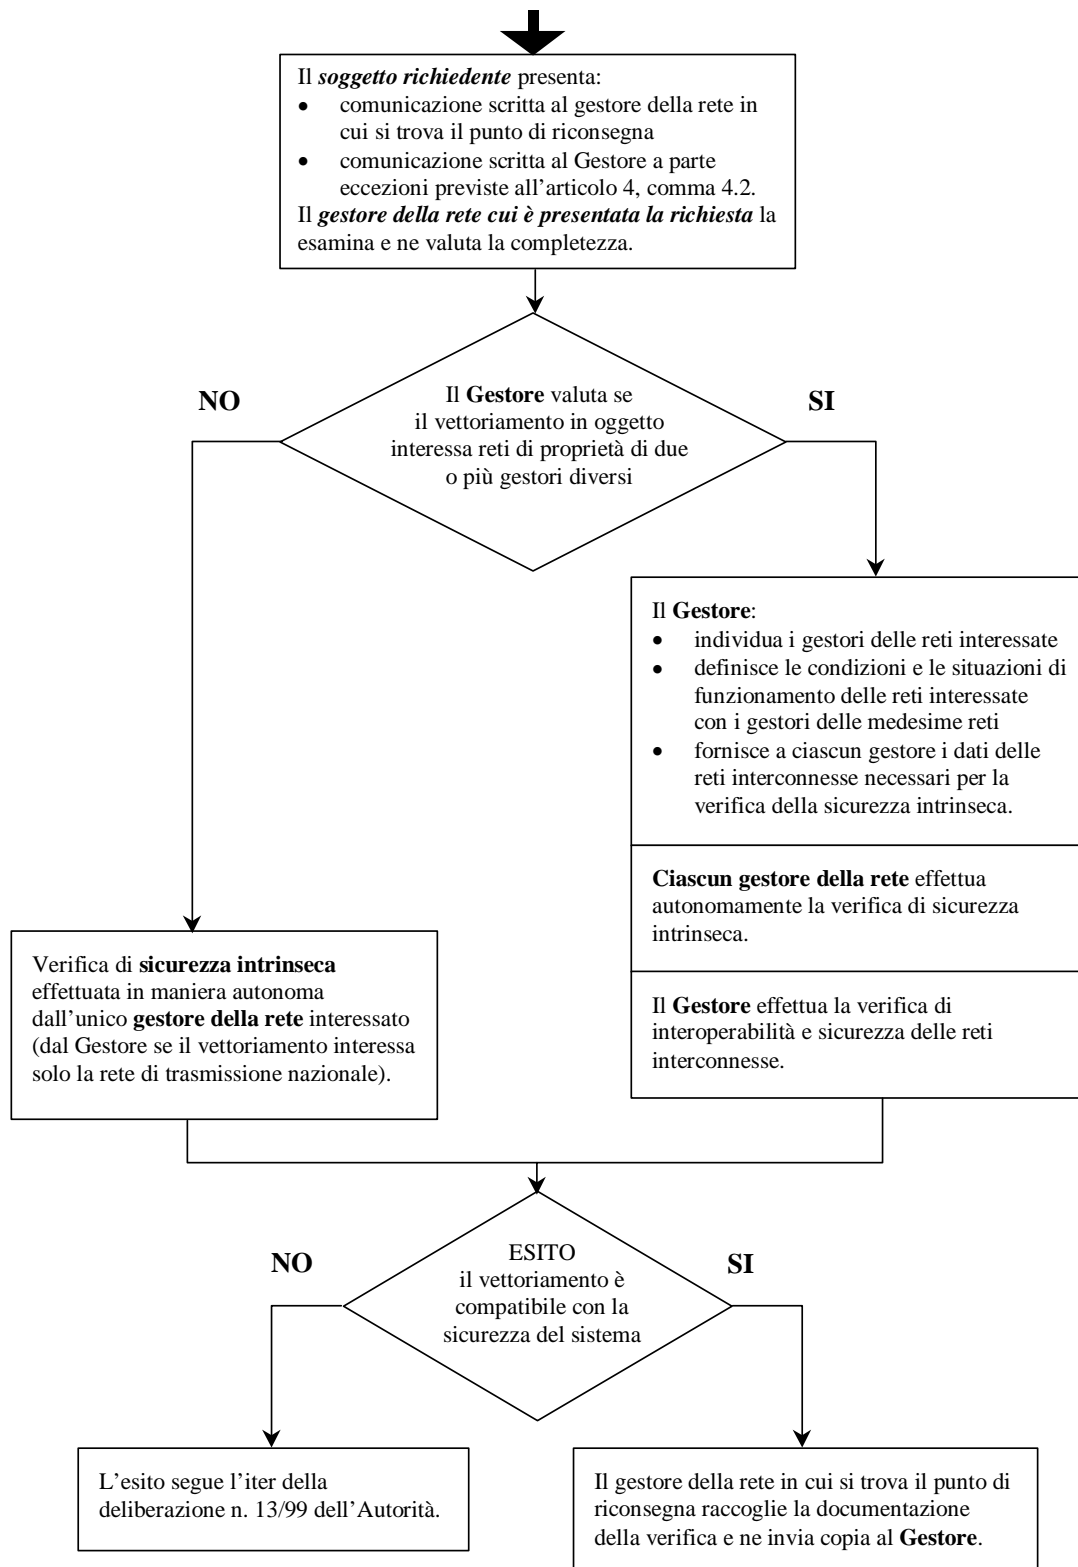 Il soggetto richiedente presenta:
• comunicazione scritta al gestore della rete in
cui si trova il punto di riconsegna
• comunicazione scritta al Gestore a parte
eccezioni previste all’articolo 4, comma 4.2.
Il gestore della rete cui è presentata la richiesta la
esamina e ne valuta la completezza.
NO
SI
Il Gestore valuta se
il vettoriamento in oggetto
interessa reti di proprietà di due
o più gestori diversi
Il Gestore:
• individua i gestori delle reti interessate
• definisce le condizioni e le situazioni di
funzionamento delle reti interessate
con i gestori delle medesime reti
• fornisce a ciascun gestore i dati delle
reti interconnesse necessari per la
verifica della sicurezza intrinseca.
Ciascun gestore della rete effettua
autonomamente la verifica di sicurezza
intrinseca.
Il Gestore effettua la verifica di
interoperabilità e sicurezza delle reti
interconnesse.
Verifica di sicurezza intrinseca
effettuata in maniera autonoma
dall’unico gestore della rete interessato
(dal Gestore se il vettoriamento interessa
solo la rete di trasmissione nazionale).
NO
SI
ESITO
il vettoriamento è
compatibile con la
sicurezza del sistema
L’esito segue l’iter della
deliberazione n. 13/99 dell’Autorità.
Il gestore della rete in cui si trova il punto di
riconsegna raccoglie la documentazione
della verifica e ne invia copia al Gestore.